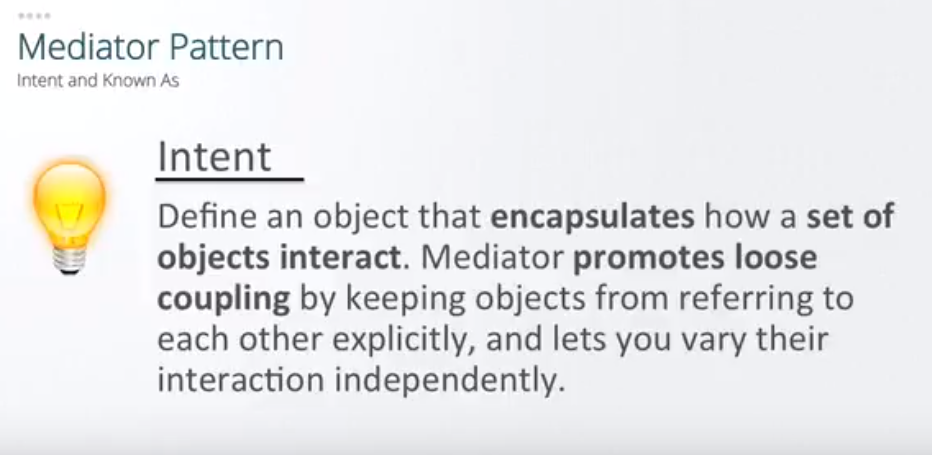 Mediator Pattern
Intent and Known As
Intent
Define an object that encapsulates how a set of
objects interact. Mediator promotes loose
coupling by keeping objects from referring to
each other explicitly, and lets you vary their
interaction independently.